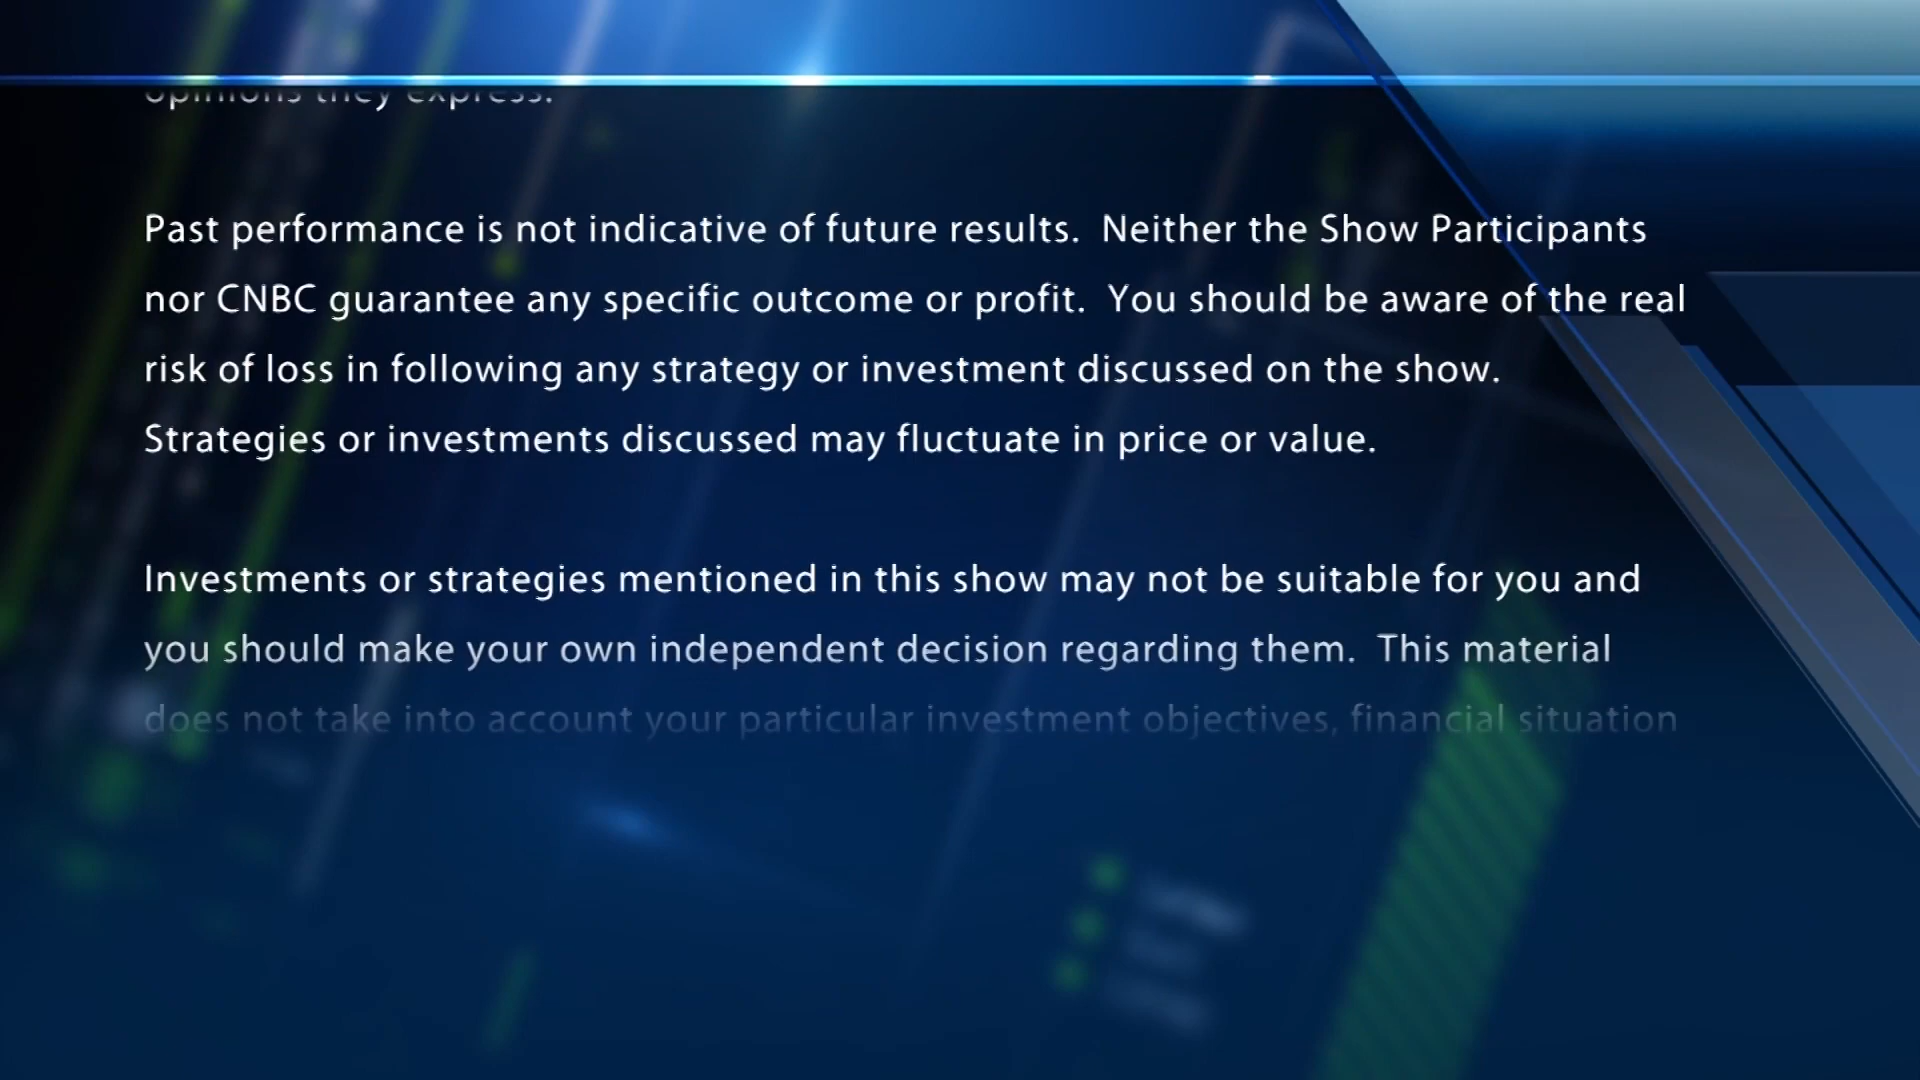 opinions they express.
Past performance is not indicative of future results.  Neither the Show Participants
nor CNBC guarantee any specific outcome or profit.  You should be aware of the real
risk of loss in following any strategy or investment discussed on the show.
Strategies or investments discussed may fluctuate in price or value.
Investments or strategies mentioned in this show may not be suitable for you and
you should make your own independent decision regarding them.  This material
does not take into account your particular investment objectives, financial situation